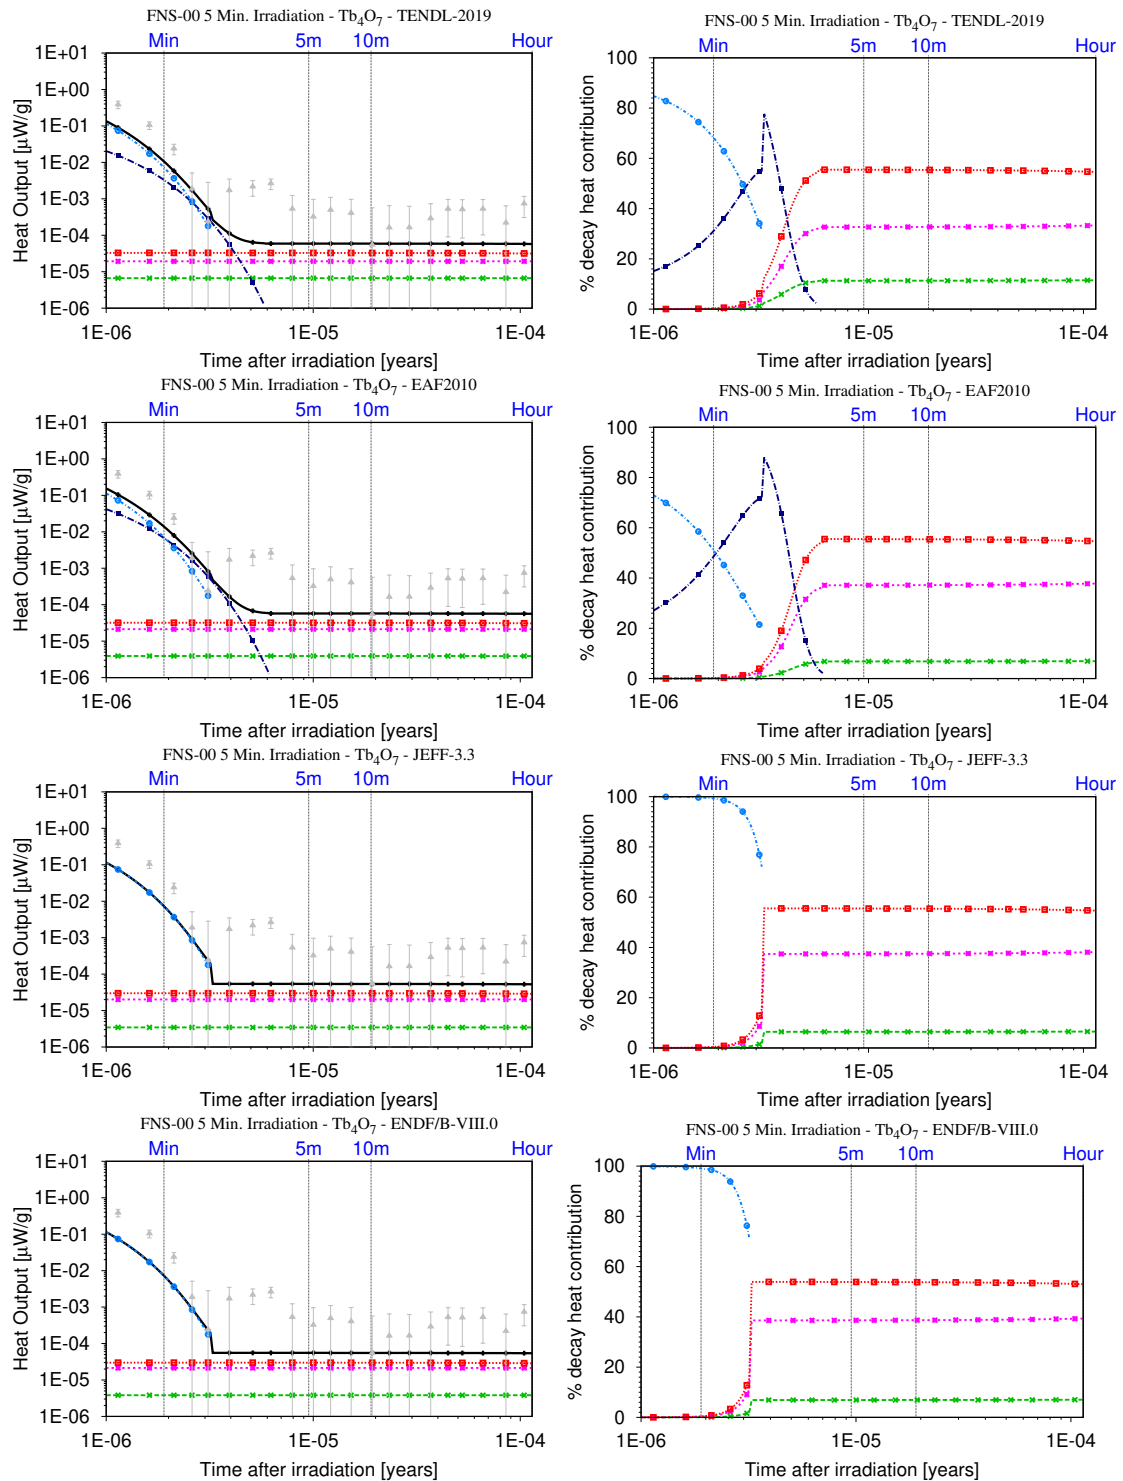 FNS-00 5 Min. Irradiation - Tb₄O₇ - TENDL-2019
Min 5m 10m Hour
1E+01
1E+00
1E-01
1E-02
1E-03
1E-04
1E-05
1E-06
Heat Output [µW/g]
1E-06 1E-05 1E-04
Time after irradiation [years]
FNS-00 5 Min. Irradiation - Tb₄O₇ - TENDL-2019
Min 5m 10m Hour
100
80
60
40
20
0
% decay heat contribution
1E-06 1E-05 1E-04
Time after irradiation [years]
FNS-00 5 Min. Irradiation - Tb₄O₇ - EAF2010
Min 5m 10m Hour
1E+01
1E+00
1E-01
1E-02
1E-03
1E-04
1E-05
1E-06
Heat Output [µW/g]
1E-06 1E-05 1E-04
Time after irradiation [years]
FNS-00 5 Min. Irradiation - Tb₄O₇ - EAF2010
Min 5m 10m Hour
100
80
60
40
20
0
% decay heat contribution
1E-06 1E-05 1E-04
Time after irradiation [years]
FNS-00 5 Min. Irradiation - Tb₄O₇ - JEFF-3.3
Min 5m 10m Hour
1E+01
1E+00
1E-01
1E-02
1E-03
1E-04
1E-05
1E-06
Heat Output [µW/g]
1E-06 1E-05 1E-04
Time after irradiation [years]
FNS-00 5 Min. Irradiation - Tb₄O₇ - JEFF-3.3
Min 5m 10m Hour
100
80
60
40
20
0
% decay heat contribution
1E-06 1E-05 1E-04
Time after irradiation [years]
FNS-00 5 Min. Irradiation - Tb₄O₇ - ENDF/B-VIII.0
Min 5m 10m Hour
1E+01
1E+00
1E-01
1E-02
1E-03
1E-04
1E-05
1E-06
Heat Output [µW/g]
1E-06 1E-05 1E-04
Time after irradiation [years]
FNS-00 5 Min. Irradiation - Tb₄O₇ - ENDF/B-VIII.0
Min 5m 10m Hour
100
80
60
40
20
0
% decay heat contribution
1E-06 1E-05 1E-04
Time after irradiation [years]